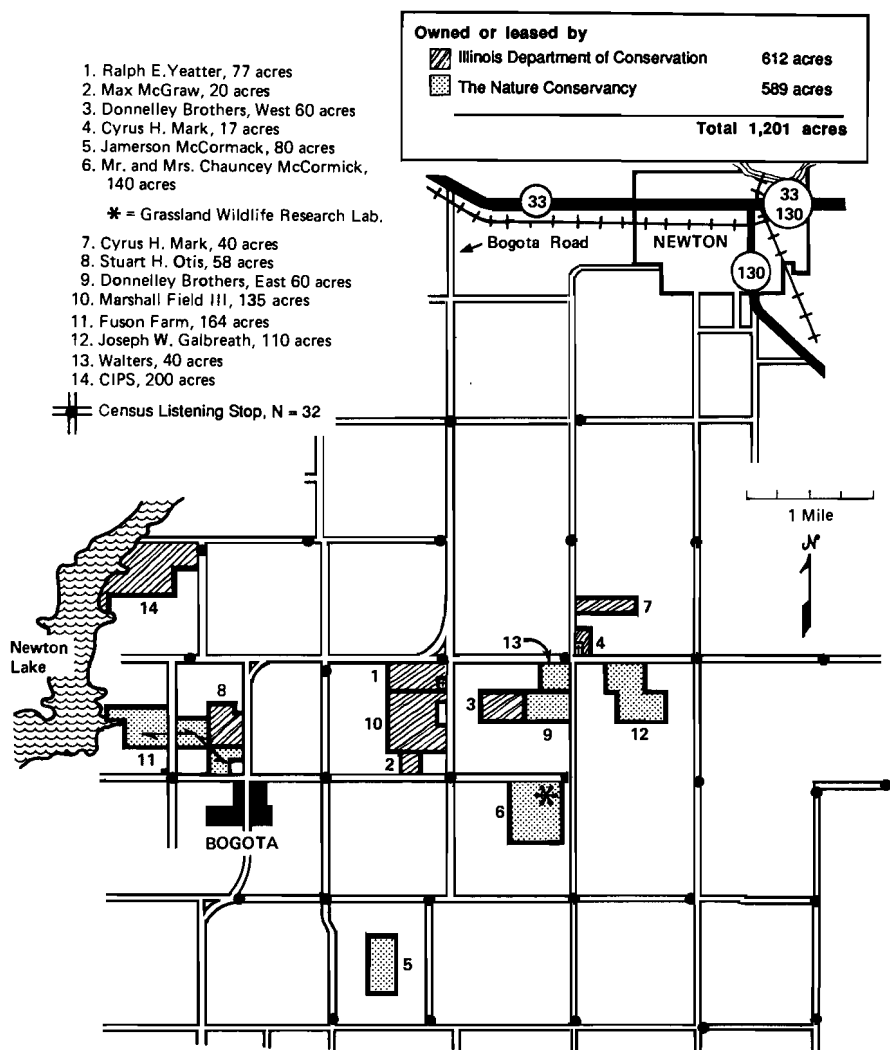 Owned or leased by
Illinois Department of Conservation 612 acres
The Nature Conservancy 589 acres
Total 1,201 acres
1. Ralph E.Yeatter, 77 acres
2. Max McGraw, 20 acres
3. Donnelley Brothers, West 60 acres
4. Cyrus H. Mark, 17 acres
5. Jamerson McCormack, 80 acres
6. Mr. and Mrs. Chauncey McCormick,
140 acres
* = Grassland Wildlife Research Lab.
7. Cyrus H. Mark, 40 acres
8. Stuart H. Otis, 58 acres
9. Donnelley Brothers, East 60 acres
10. Marshall Field III, 135 acres
11. Fuson Farm, 164 acres
12. Joseph W. Galbreath, 110 acres
13. Walters, 40 acres
14. CIPS, 200 acres
Census Listening Stop, N = 32
33
33
130
Bogota Road
NEWTON
130
1 Mile
N
14
7
13
4
Newton
Lake
1
8
3
10
9
12
11
2
6
*
BOGOTA
5